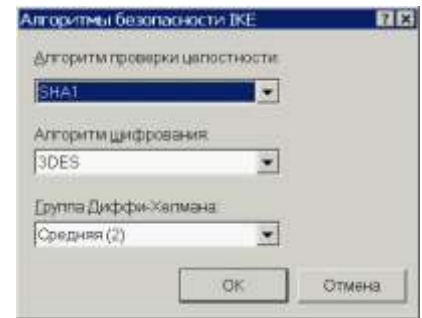 Алгоритмы безопасности IKE
Алгоритм проверки целостности:
SHA1
Алгоритм шифрования:
3DES
Группа Диффи-Хелмана:
Средняя (2)
OK
Отмена